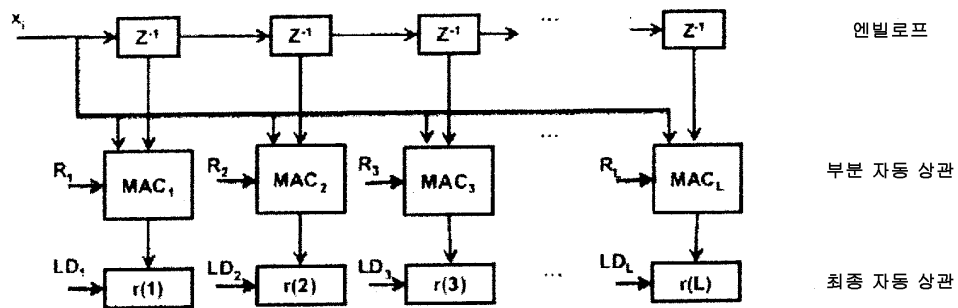 xᵢ Z⁻¹ Z⁻¹ Z⁻¹ ... Z⁻¹ 엔빌로프
...
R₁ MAC₁ R₂ MAC₂ R₃ MAC₃ R_L MAC_L 부분 자동 상관
LD₁ r(1) LD₂ r(2) LD₃ r(3) ... LD_L r(L) 최종 자동 상관